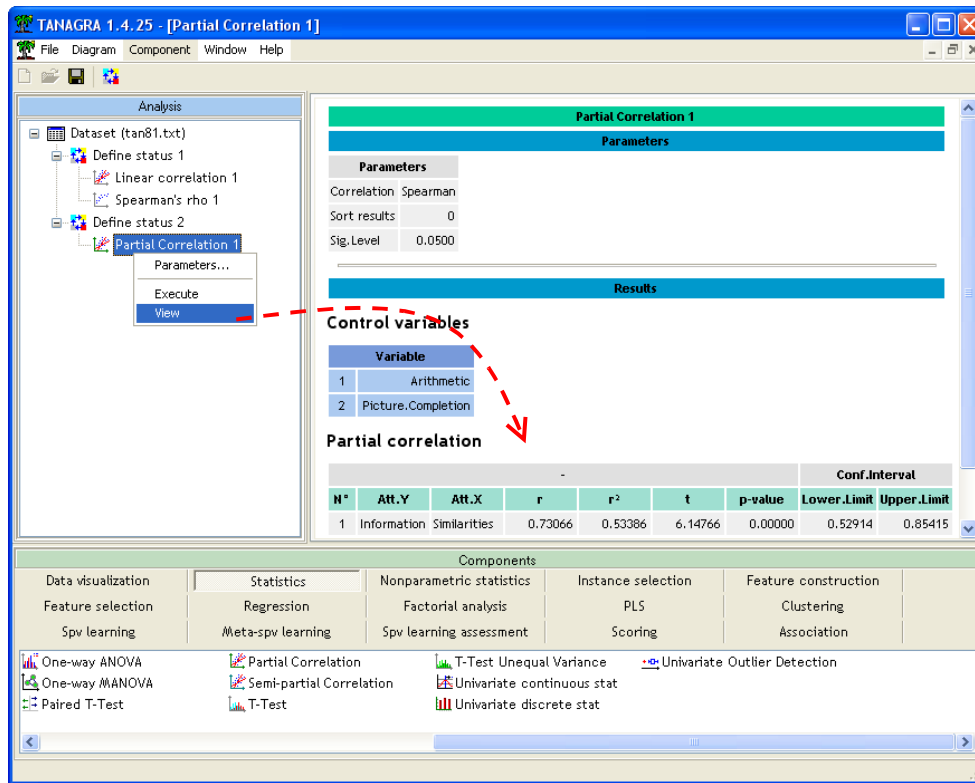 TANAGRA 1.4.25 - [Partial Correlation 1]
File Diagram Component Window Help
Analysis
Dataset (tan81.txt)
Define status 1
Linear correlation 1
Spearman's rho 1
Define status 2
Partial Correlation 1
Parameters...
Execute
View
Partial Correlation 1
Parameters
Parameters
Correlation Spearman
Sort results 0
Sig.Level 0.0500
Results
Control variables
Variable
1 Arithmetic
2 Picture.Completion
Partial correlation
- Conf.Interval
N° Att.Y Att.X r r² t p-value Lower.Limit Upper.Limit
1 Information Similarities 0.73066 0.53386 6.14766 0.00000 0.52914 0.85415
Components
Data visualization Statistics Nonparametric statistics Instance selection Feature construction
Feature selection Regression Factorial analysis PLS Clustering
Spv learning Meta-spv learning Spv learning assessment Scoring Association
One-way ANOVA Partial Correlation T-Test Unequal Variance Univariate Outlier Detection
One-way MANOVA Semi-partial Correlation Univariate continuous stat
Paired T-Test T-Test Univariate discrete stat